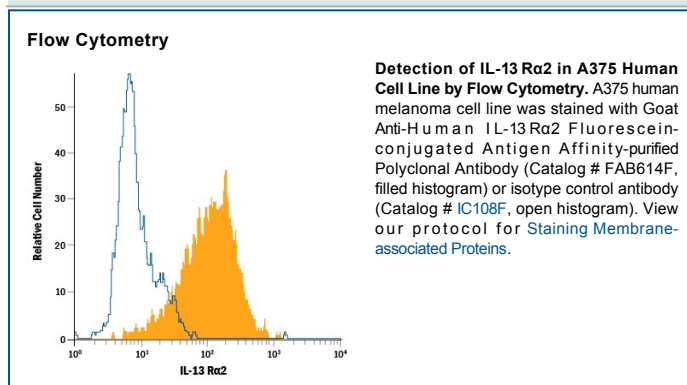 Flow Cytometry
Relative Cell Number
50
40
30
20
10
0
10⁰
10¹
10²
10³
10⁴
IL-13 Rα2
Detection of IL-13 Rα2 in A375 Human
Cell Line by Flow Cytometry. A375 human
melanoma cell line was stained with Goat
Anti-Human IL-13 Rα2 Fluorescein-
conjugated Antigen Affinity-purified
Polyclonal Antibody (Catalog # FAB614F,
filled histogram) or isotype control antibody
(Catalog # IC108F, open histogram). View
our protocol for Staining Membrane-
associated Proteins.